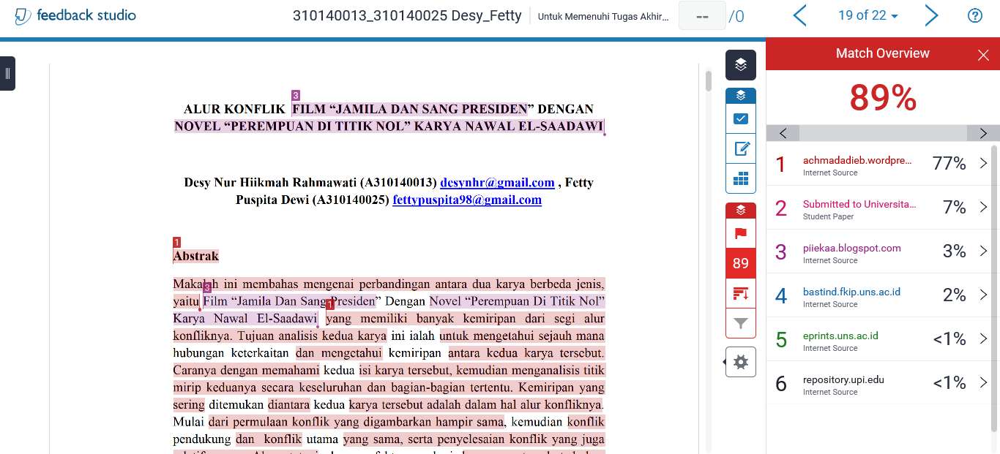 feedback studio
310140013_310140025 Desy_Fetty
Untuk Memenuhi Tugas Akhir...
--
/0
19 of 22
?
3
ALUR KONFLIK FILM “JAMILA DAN SANG PRESIDEN” DENGAN
NOVEL “PEREMPUAN DI TITIK NOL” KARYA NAWAL EL-SAADAWI
Desy Nur Hiikmah Rahmawati (A310140013) desynhr@gmail.com , Fetty
Puspita Dewi (A310140025) fettypuspita98@gmail.com
1
Abstrak
Makalah ini membahas mengenai perbandingan antara dua karya berbeda jenis,
3
yaitu Film “Jamila Dan Sang Presiden” Dengan Novel “Perempuan Di Titik Nol”
1
Karya Nawal El-Saadawi yang memiliki banyak kemiripan dari segi alur
konfliknya. Tujuan analisis kedua karya ini ialah untuk mengetahui sejauh mana
hubungan keterkaitan dan mengetahui kemiripan antara kedua karya tersebut.
Caranya dengan memahami kedua isi karya tersebut, kemudian menganalisis titik
mirip keduanya secara keseluruhan dan bagian-bagian tertentu. Kemiripan yang
sering ditemukan diantara kedua karya tersebut adalah dalam hal alur konfliknya.
Mulai dari permulaan konflik yang digambarkan hampir sama, kemudian konflik
pendukung dan konflik utama yang sama, serta penyelesaian konflik yang juga
89
Match Overview
89%
1 achmadadieb.wordpre... 77%
Internet Source
2 Submitted to Universita... 7%
Student Paper
3 piiekaa.blogspot.com 3%
Internet Source
4 bastind.fkip.uns.ac.id 2%
Internet Source
5 eprints.uns.ac.id <1%
Internet Source
6 repository.upi.edu <1%
Internet Source